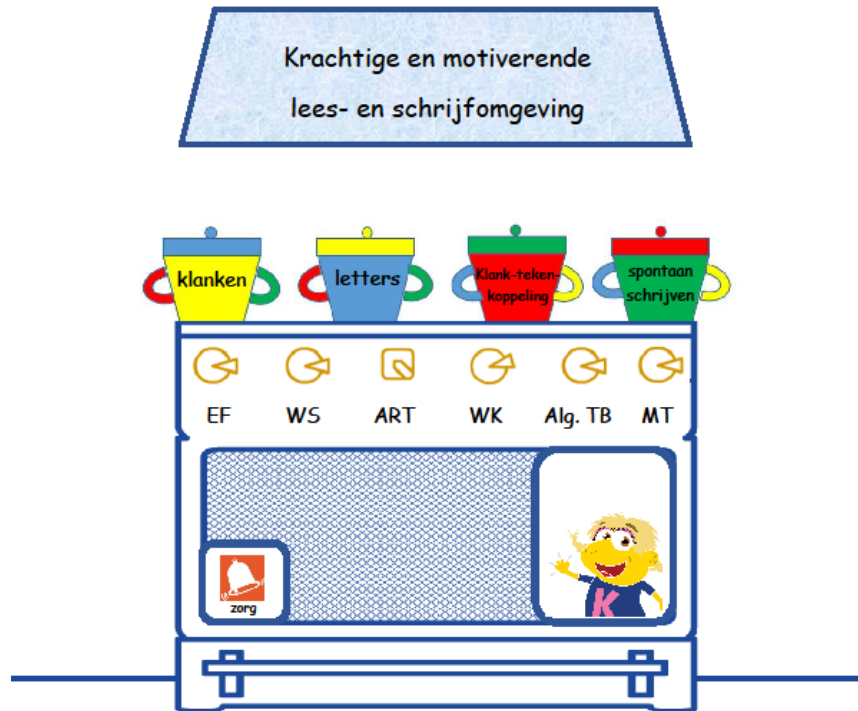 Krachtige en motiverende
lees- en schrijfomgeving
klanken
letters
Klank-teken-
koppeling
spontaan
schrijven
EF WS ART WK Alg. TB MT
zorg
K